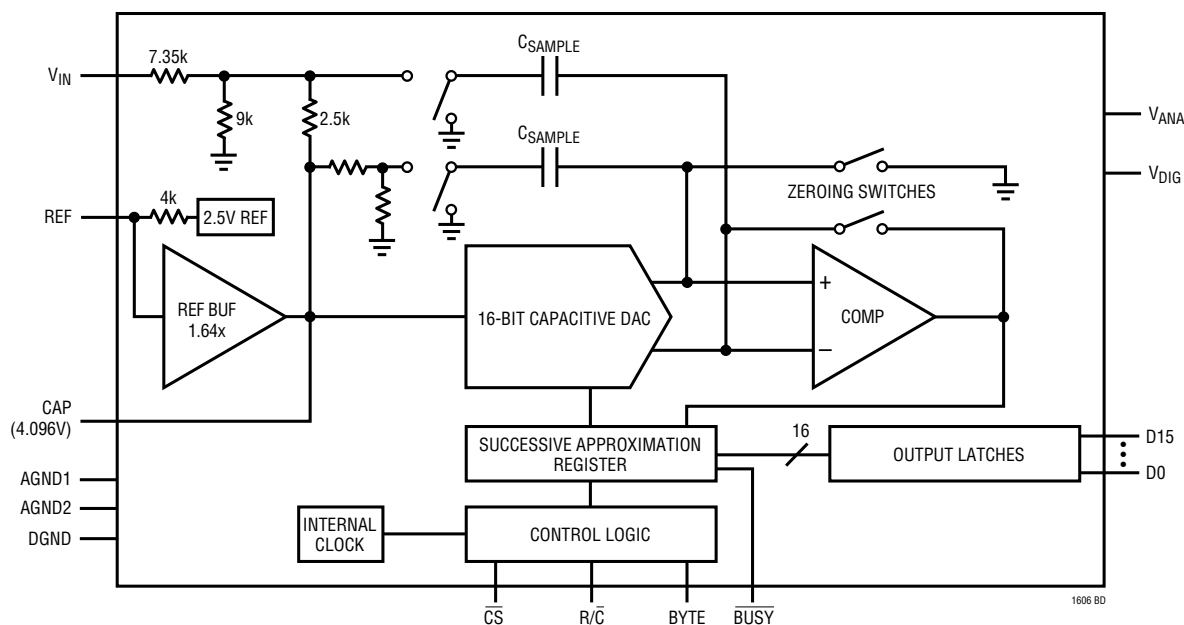 7.35k
C_SAMPLE
V_IN
9k
2.5k
V_ANA
C_SAMPLE
V_DIG
ZEROING SWITCHES
4k
REF
2.5V REF
REF BUF
1.64x
16-BIT CAPACITIVE DAC
+
COMP
–
CAP
(4.096V)
16
D15
SUCCESSIVE APPROXIMATION
REGISTER
OUTPUT LATCHES
D0
AGND1
AGND2
DGND
INTERNAL
CLOCK
CONTROL LOGIC
1606 BD
C̅S̅
R/C̅
BYTE
B̅U̅S̅Y̅